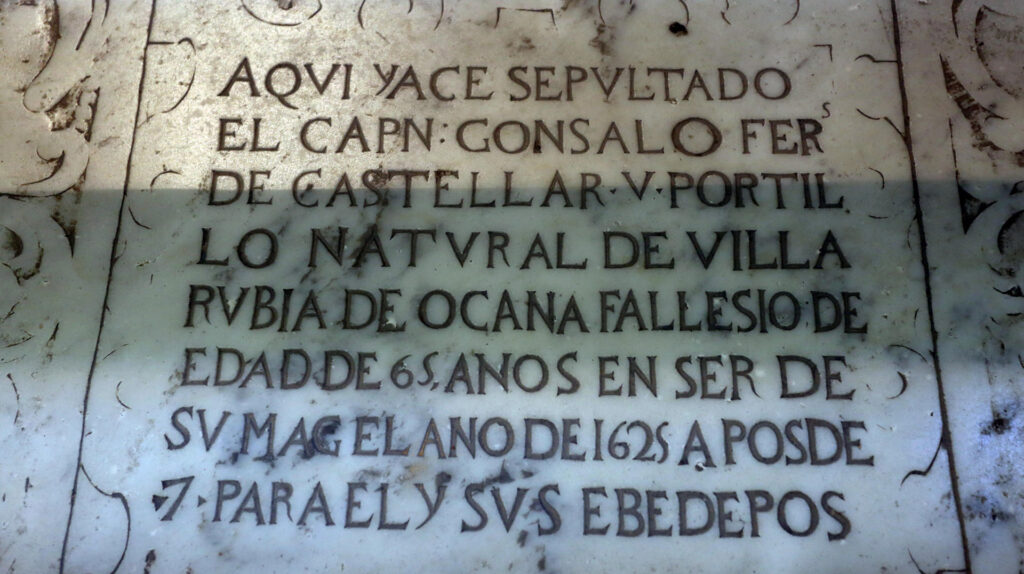 AQVI YACE SEPVLTADO
EL CAPN: GONSALO FERS
DE CASTELLAR·V·PORTIL
LO NATVRAL DE VILLA
RVBIA DE OCANA FALLESIO DE
EDAD DE 65, ANOS EN SER DE
SV MAG EL ANO DE 1625 A POS DE
7·PARA EL Y SVS EBEDEPOS